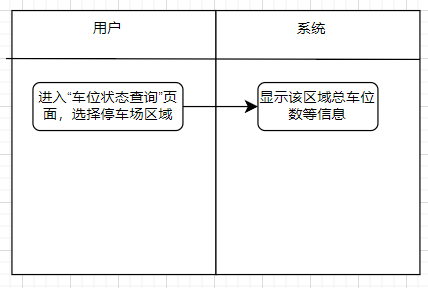 用户
系统
进入“车位状态查询”页
面，选择停车场区域
显示该区域总车位
数等信息